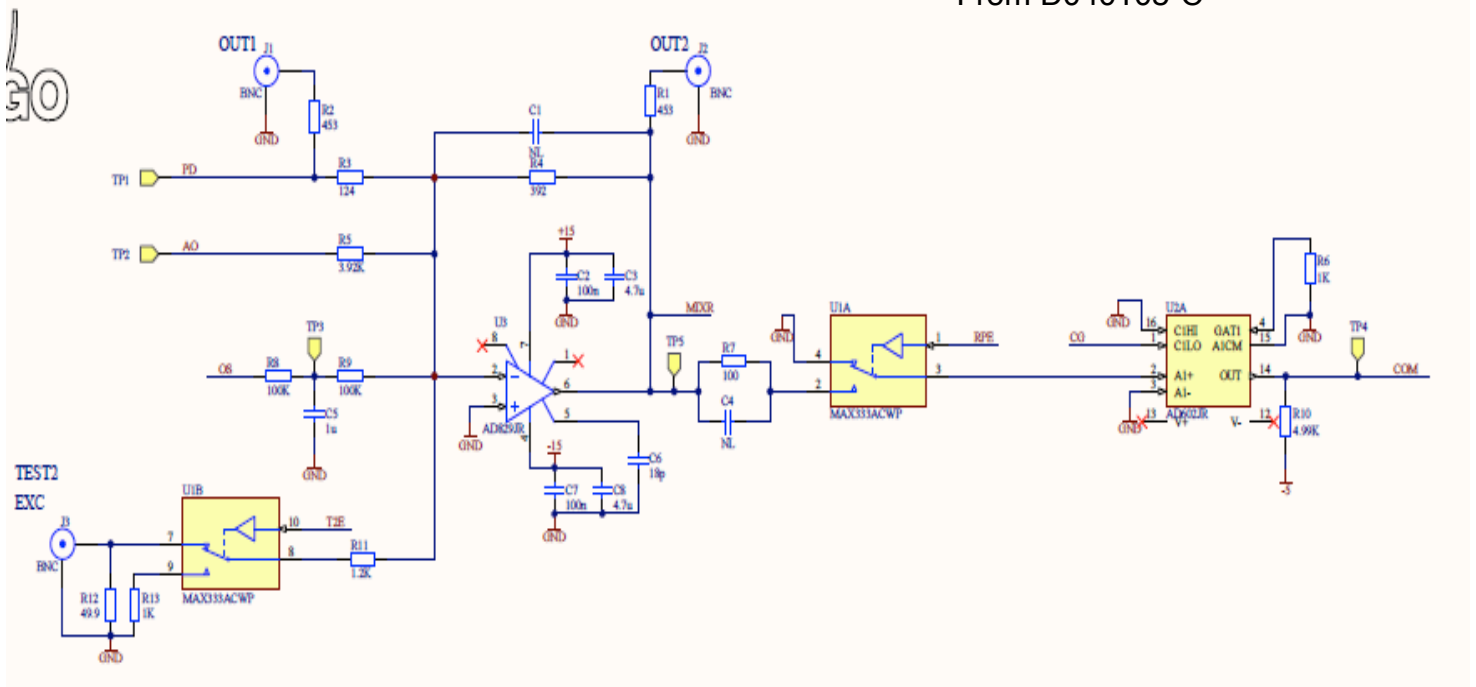 GO
OUT1
J1
BNC
GND
R2
453
OUT2
J2
BNC
R1
453
C1
NL
R4
392
TP1
PD
R3
124
TP2
AO
R5
3.92K
+15
C2
100n
C3
4.7u
GND
MIXR
U3
8
7
1
2
3
6
5
4
AD829JR
GND
TP3
OS
R8
100K
R9
100K
C5
1u
GND
-15
C7
100n
C8
4.7u
C6
18p
GND
TP5
R7
100
C4
NL
U1A
GND
4
2
1
3
RPE
MAX333ACWP
U2A
GND
16
1
CG
C1HI
C1LO
GAT1
A1CM
4
15
R6
1K
GND
2
3
A1+
A1-
OUT
14
TP4
COM
GND
13
V+
AD602JR
V-
12
R10
4.99K
-5
TEST2
EXC
J3
BNC
U1B
7
9
10
8
T2E
R11
1.2K
MAX333ACWP
R12
49.9
R13
1K
GND